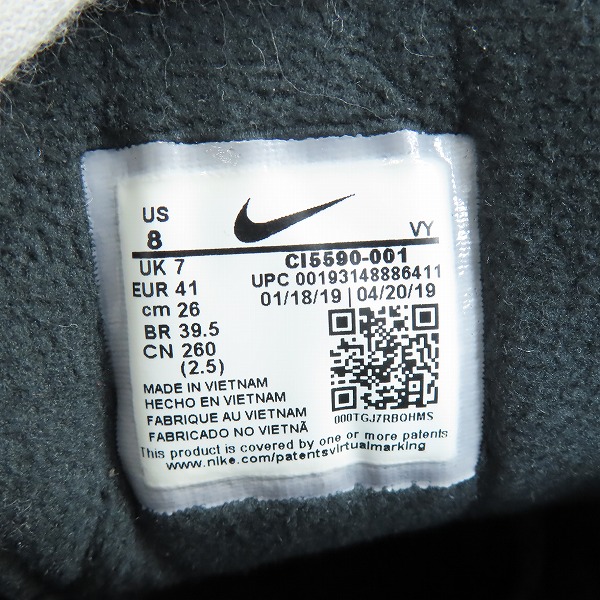 US
8
VY
UK 7
CI5590-001
EUR 41
UPC 00193148886411
cm 26
01/18/19 | 04/20/19
BR 39.5
CN 260
(2.5)
MADE IN VIETNAM
HECHO EN VIETNAM
FABRIQUE AU VIETNAM
FABRICADO NO VIETNÃ
000TGJ7RBOHMS
This product is covered by one or more patents
www.nike.com/patentsvirtualmarking